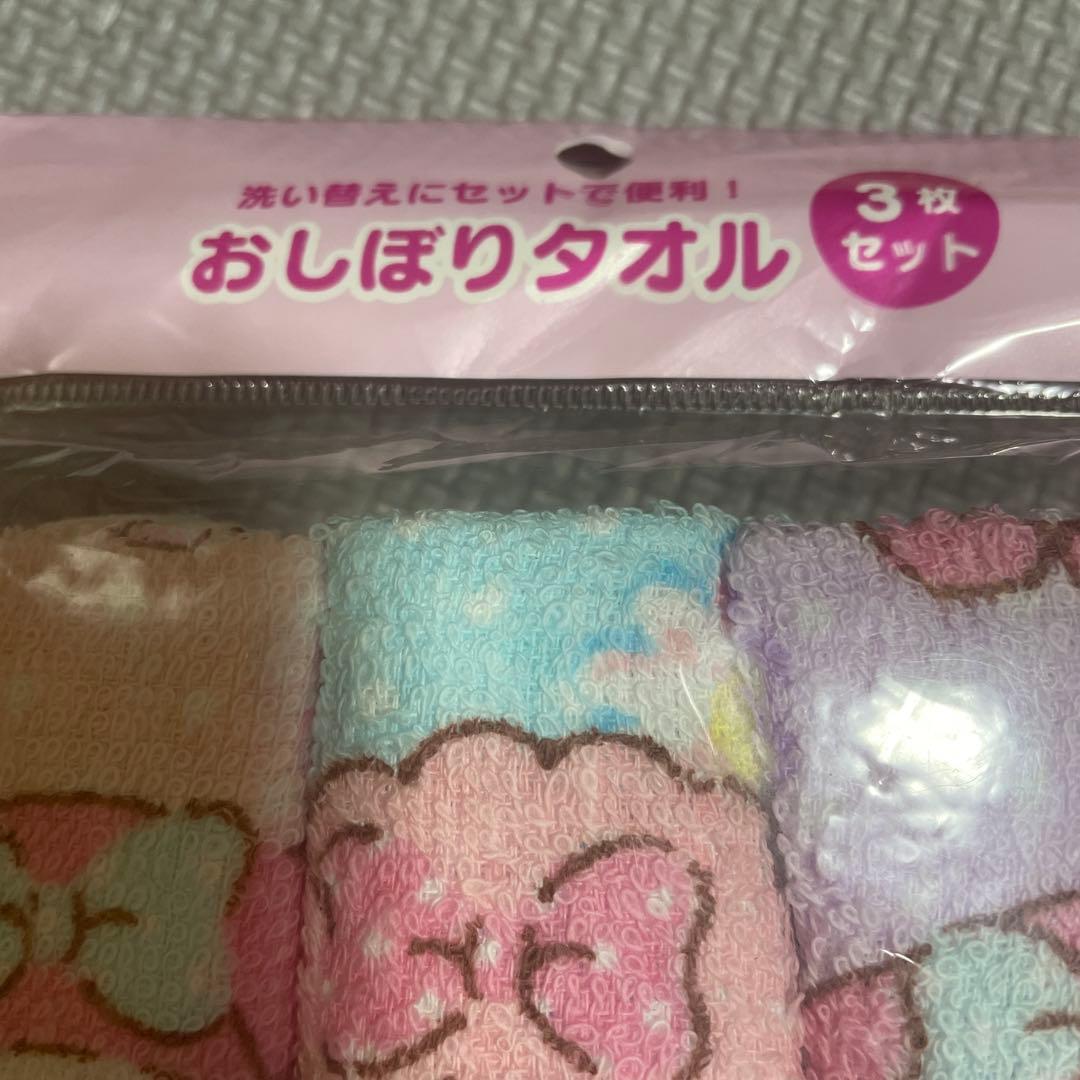 洗い替えにセットで便利！
おしぼりタオル
3枚
セット